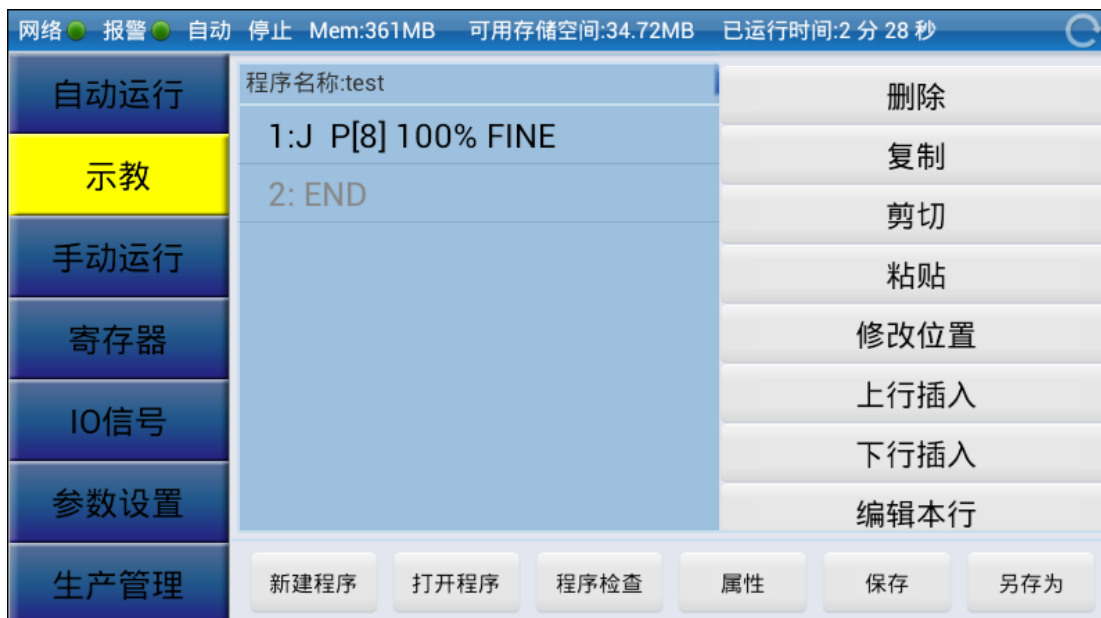 网络 报警 自动 停止 Mem:361MB 可用存储空间:34.72MB 已运行时间:2 分 28 秒
自动运行
示教
手动运行
寄存器
IO信号
参数设置
生产管理
程序名称:test
1:J P[8] 100% FINE
2: END
删除
复制
剪切
粘贴
修改位置
上行插入
下行插入
编辑本行
新建程序 打开程序 程序检查 属性 保存 另存为